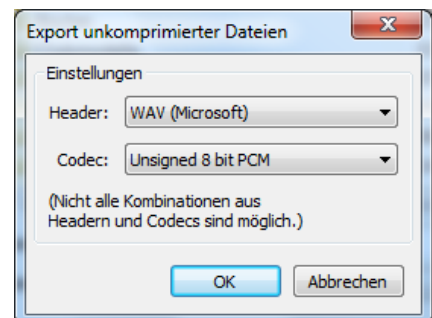 Export unkomprimierter Dateien
Einstellungen
Header: WAV (Microsoft)
Codec: Unsigned 8 bit PCM
(Nicht alle Kombinationen aus
Headern und Codecs sind möglich.)
OK Abbrechen